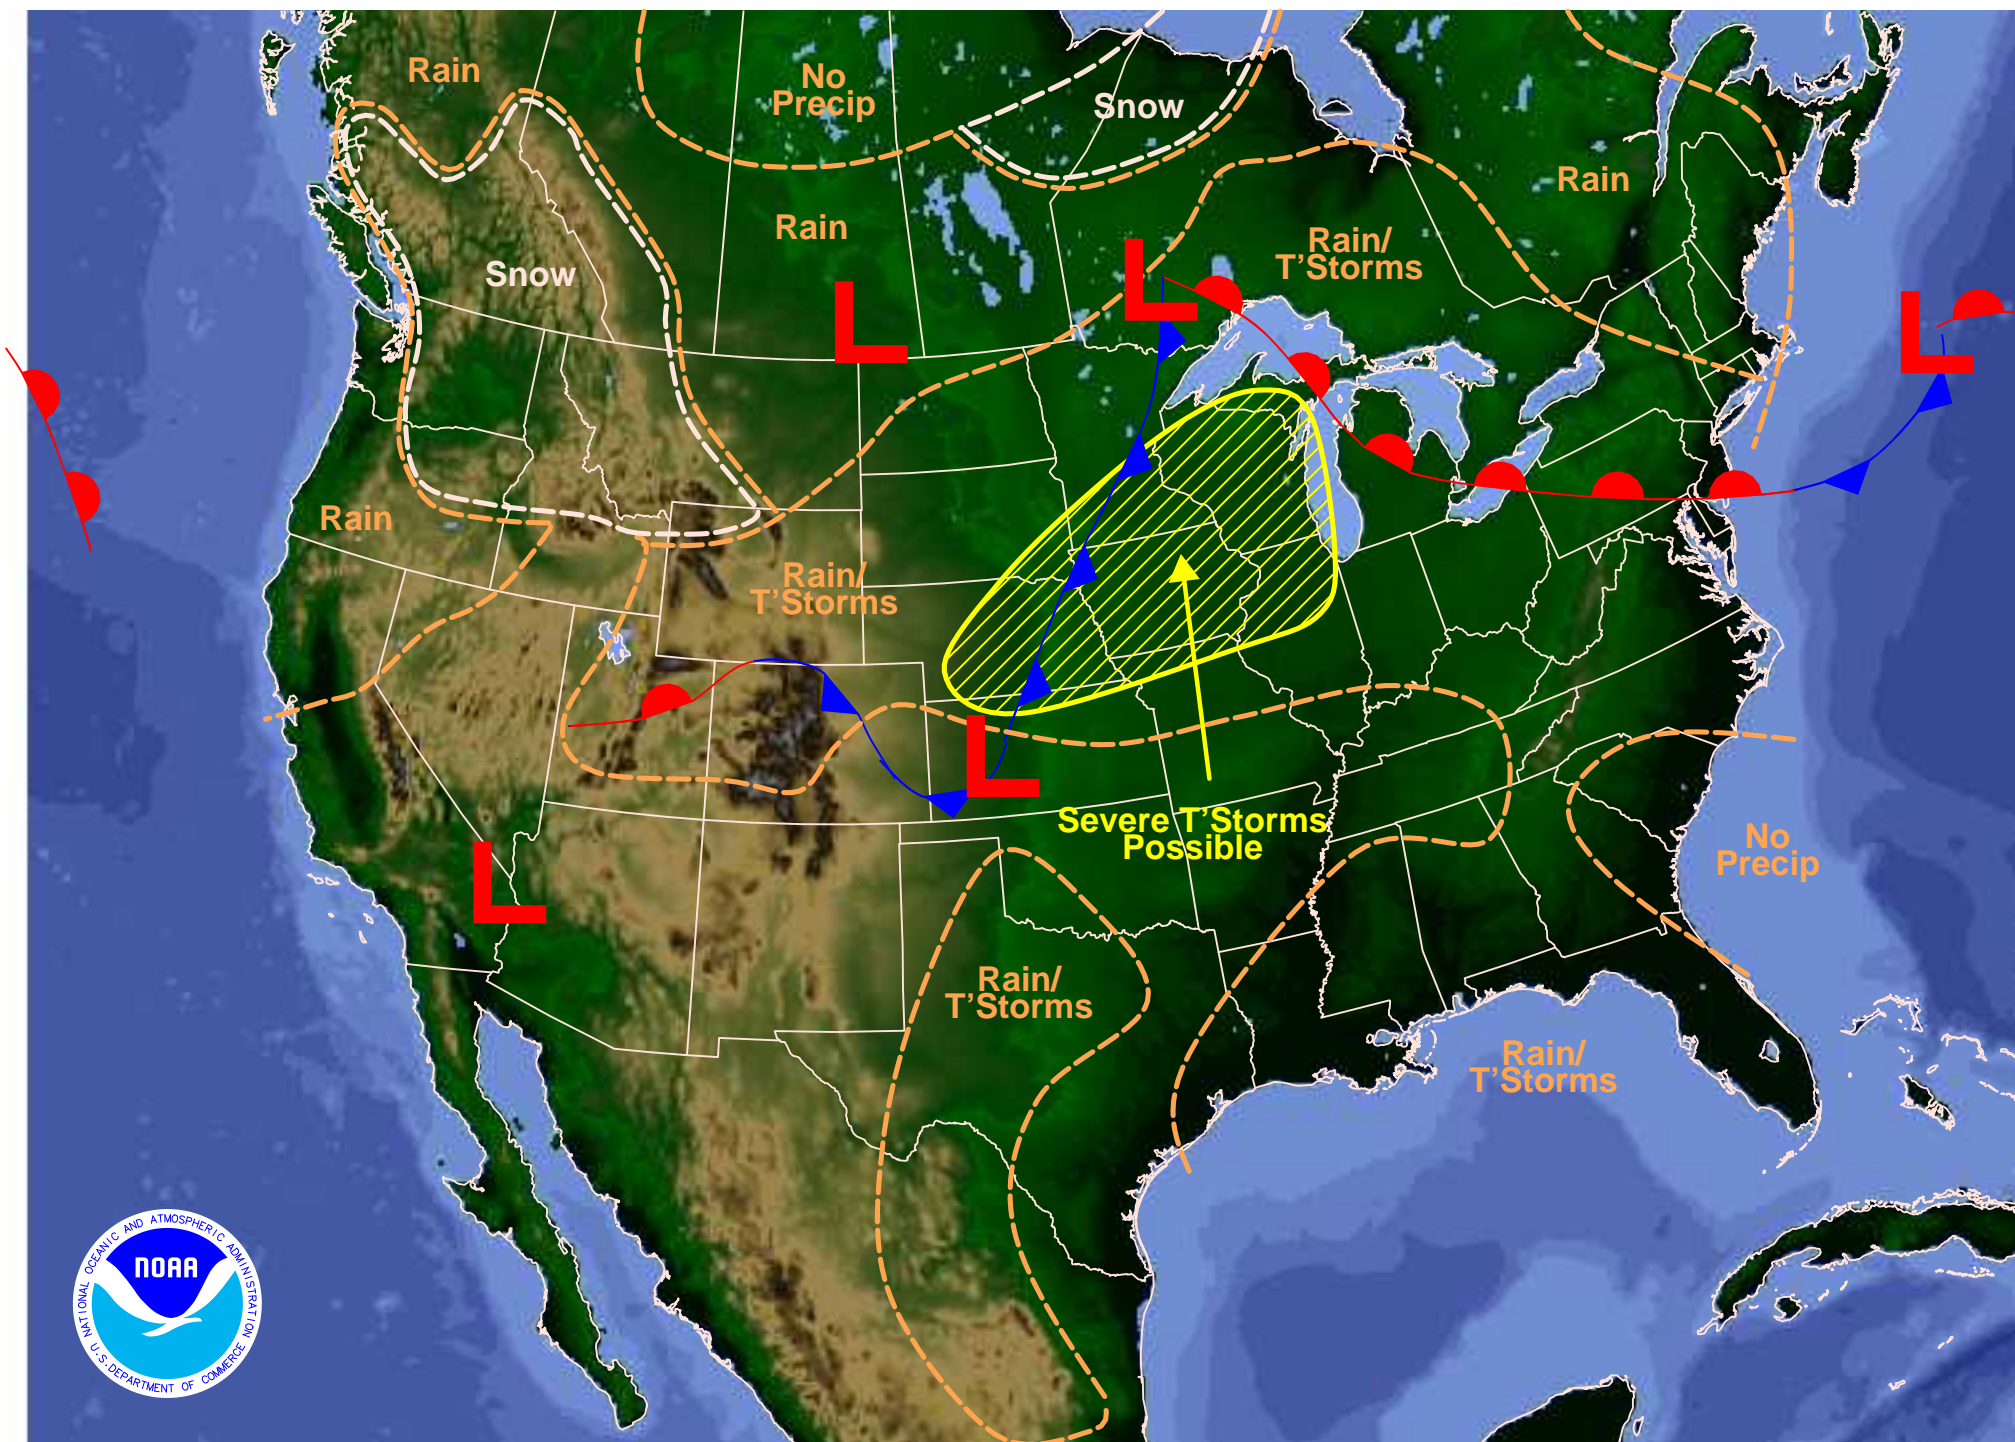 Rain
No
Precip
Snow
Rain
Rain
Rain/
T'Storms
Snow
L
L
L
Rain
Rain/
T'Storms
L
Severe T'Storms
Possible
No
Precip
L
Rain/
T'Storms
Rain/
T'Storms
NATIONAL OCEANIC AND ATMOSPHERIC ADMINISTRATION
NOAA
U.S. DEPARTMENT OF COMMERCE